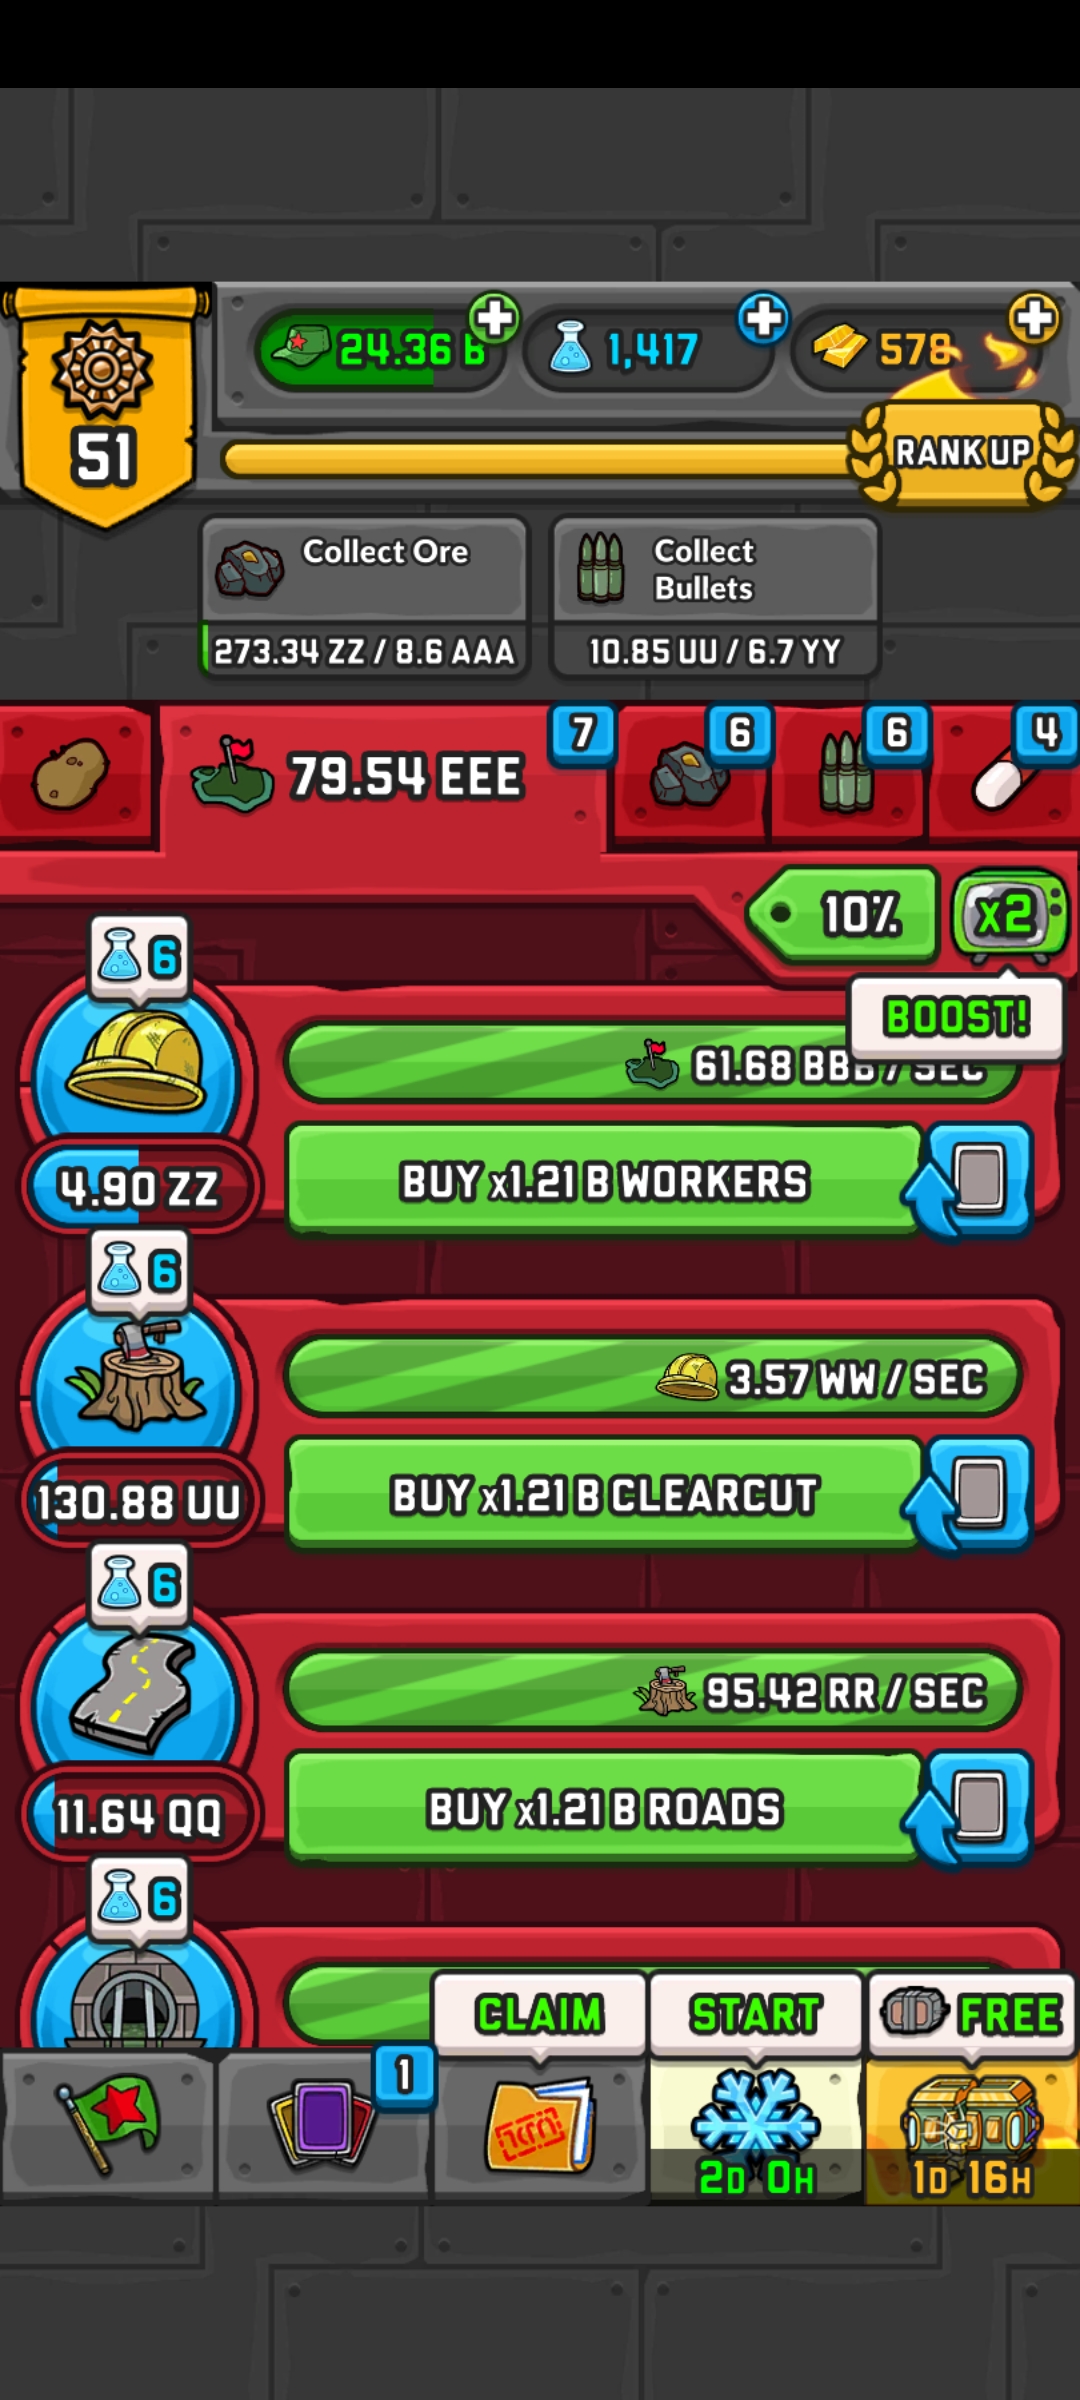 24.36 B
1,417
578
51
RANK UP
Collect Ore
273.34 ZZ / 8.6 AAA
Collect
Bullets
10.85 UU / 6.7 YY
79.54 EEE
7
6
6
4
10%
x2
BOOST!
6
61.68 BBB / SEC
4.90 ZZ
BUY x1.21 B WORKERS
6
3.57 WW / SEC
130.88 UU
BUY x1.21 B CLEARCUT
6
95.42 RR / SEC
11.64 QQ
BUY x1.21 B ROADS
6
CLAIM
START
FREE
1
2D 0H
1D 16H